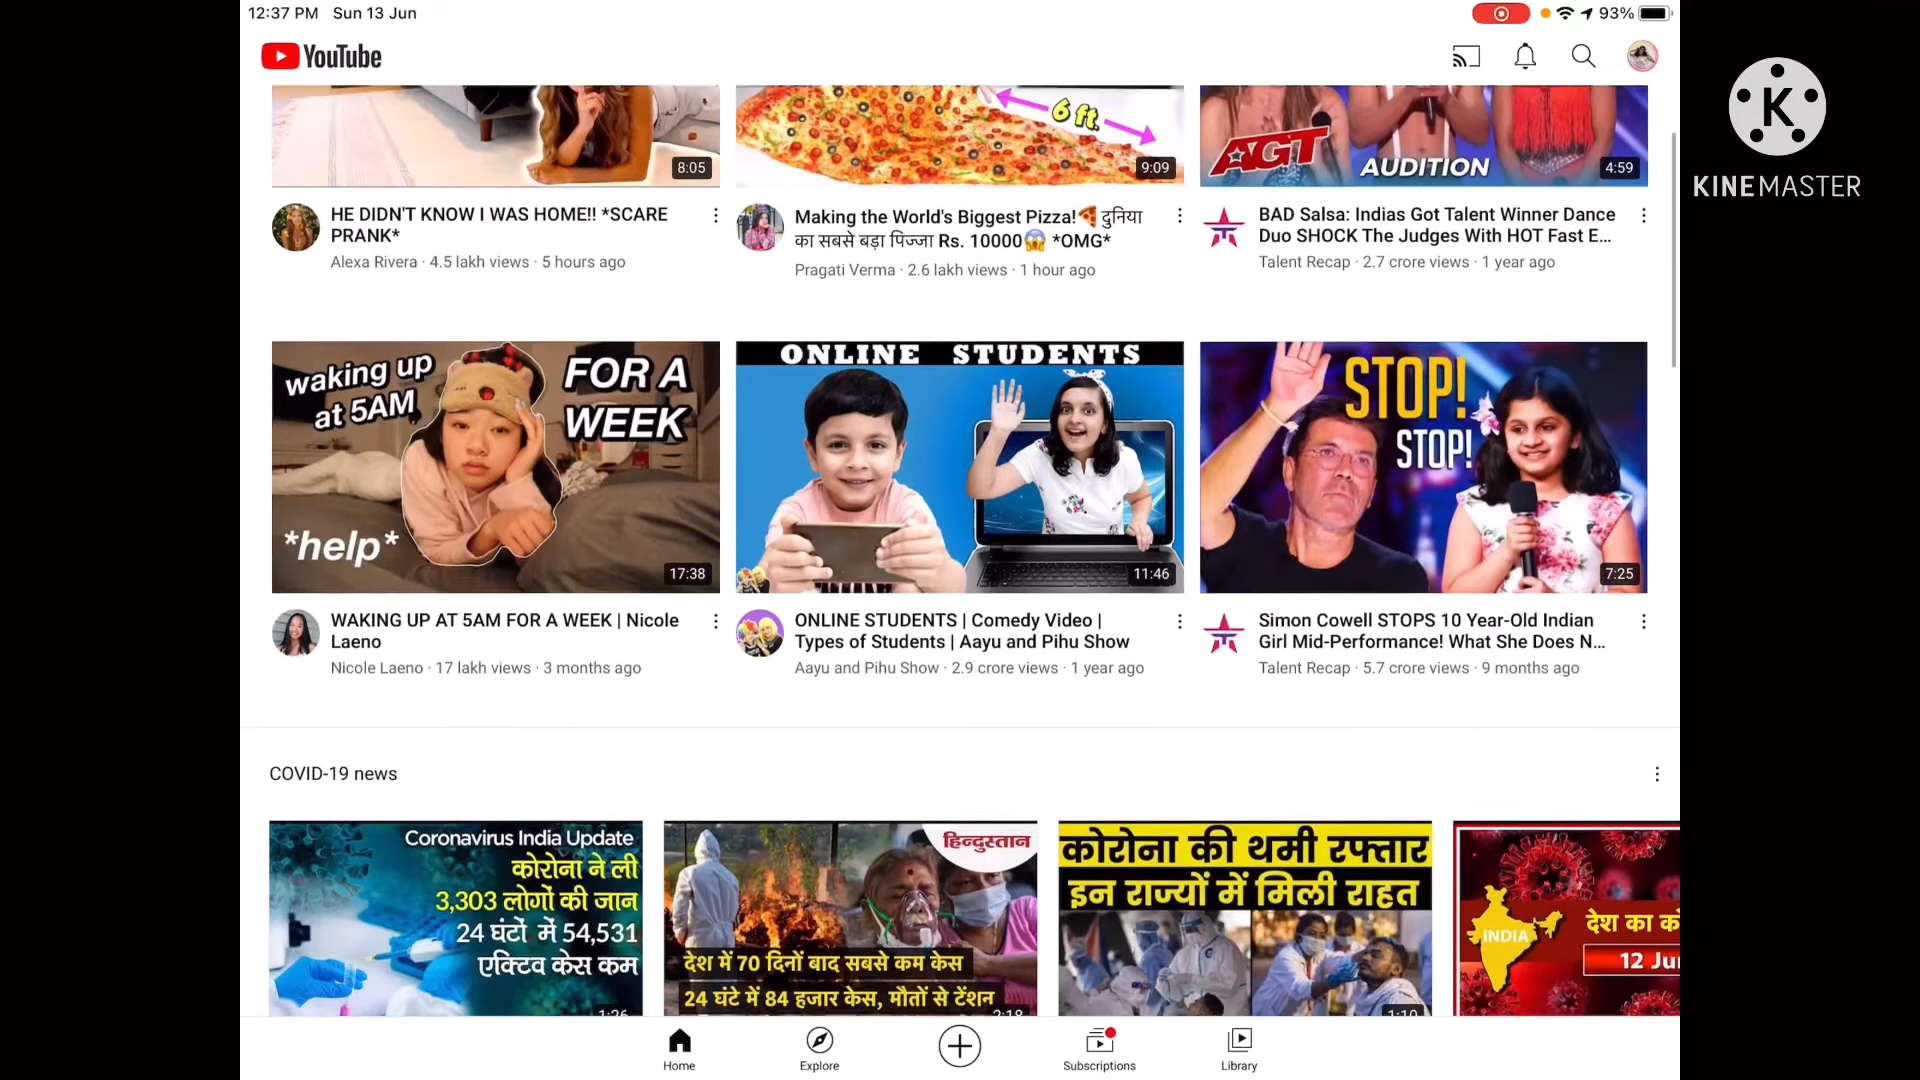 12:37 PM Sun 13 Jun
93%
YouTube
K
KINEMASTER
8:05
6 ft.
9:09
AGT
AUDITION
4:59
HE DIDN'T KNOW I WAS HOME!! *SCARE
PRANK*
Alexa Rivera · 4.5 lakh views · 5 hours ago
Making the World's Biggest Pizza!🍕 दुनिया
का सबसे बड़ा पिज्जा Rs. 10000😱 *OMG*
Pragati Verma · 2.6 lakh views · 1 hour ago
BAD Salsa: Indias Got Talent Winner Dance
Duo SHOCK The Judges With HOT Fast E...
Talent Recap · 2.7 crore views · 1 year ago
waking up
at 5AM
FOR A
WEEK
*help*
17:38
ONLINE STUDENTS
11:46
STOP!
STOP!
7:25
WAKING UP AT 5AM FOR A WEEK | Nicole
Laeno
Nicole Laeno · 17 lakh views · 3 months ago
ONLINE STUDENTS | Comedy Video |
Types of Students | Aayu and Pihu Show
Aayu and Pihu Show · 2.9 crore views · 1 year ago
Simon Cowell STOPS 10 Year-Old Indian
Girl Mid-Performance! What She Does N...
Talent Recap · 5.7 crore views · 9 months ago
COVID-19 news
Coronavirus India Update
कोरोना ने ली
3,303 लोगों की जान
24 घंटों में 54,531
एक्टिव केस कम
1:26
हिन्दुस्तान
देश में 70 दिनों बाद सबसे कम केस
24 घंटे में 84 हजार केस, मौतों से टेंशन
2:18
कोरोना की थमी रफ्तार
इन राज्यों में मिली राहत
1:10
INDIA
देश का
12
Home
Explore
Subscriptions
Library